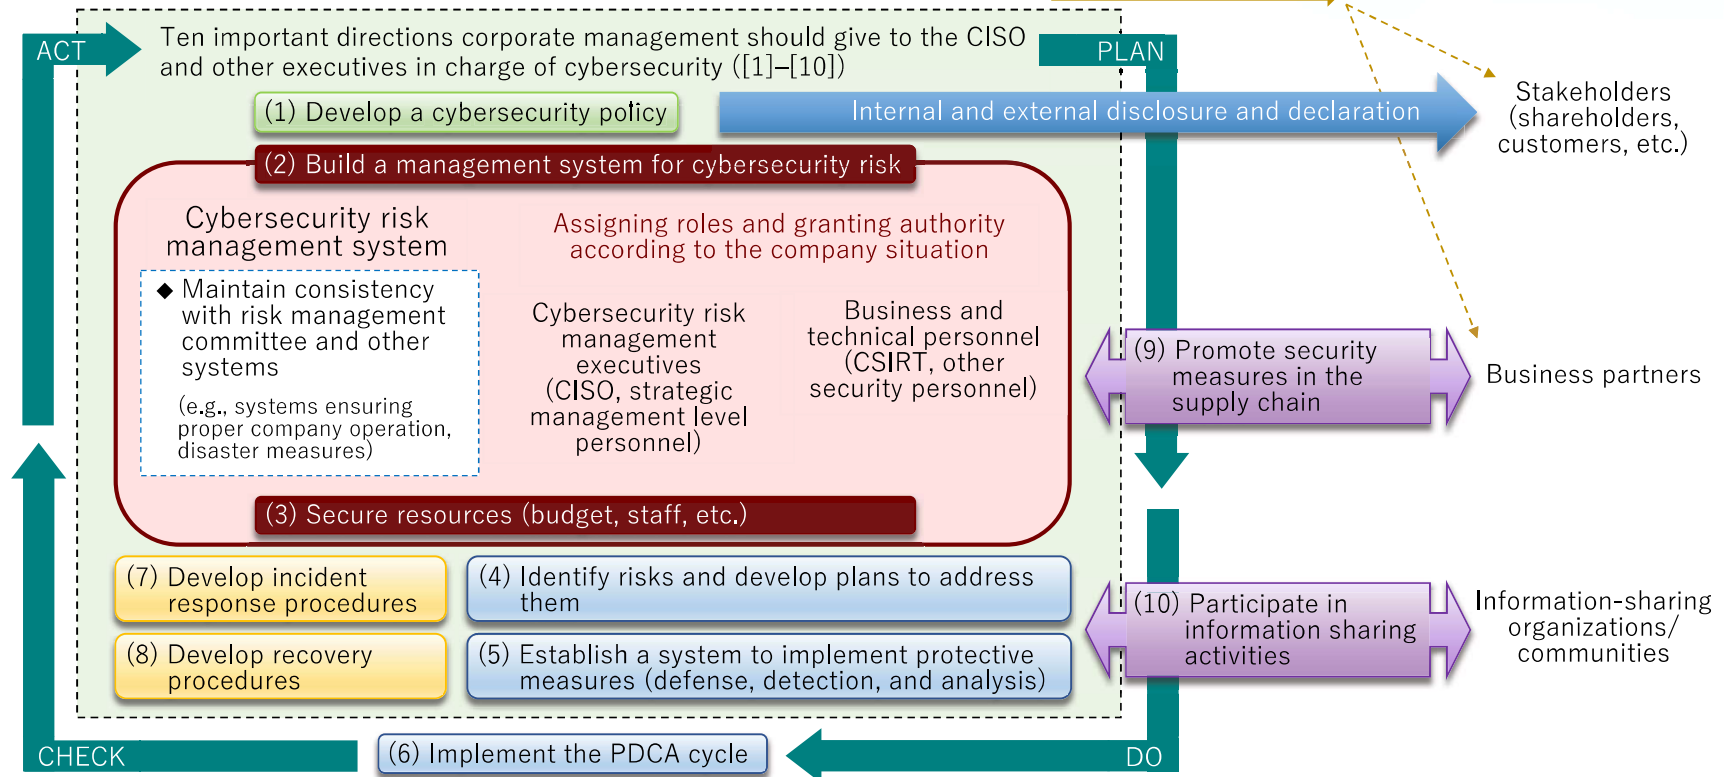 ACT
Ten important directions corporate management should give to the CISO
and other executives in charge of cybersecurity ([1]–[10])
PLAN
(1) Develop a cybersecurity policy
Internal and external disclosure and declaration
Stakeholders
(shareholders,
customers, etc.)
(2) Build a management system for cybersecurity risk
Cybersecurity risk
management system
Assigning roles and granting authority
according to the company situation
◆ Maintain consistency
with risk management
committee and other
systems
(e.g., systems ensuring
proper company operation,
disaster measures)
Cybersecurity risk
management
executives
(CISO, strategic
management level
personnel)
Business and
technical personnel
(CSIRT, other
security personnel)
(9) Promote security
measures in the
supply chain
Business partners
(3) Secure resources (budget, staff, etc.)
(7) Develop incident
response procedures
(4) Identify risks and develop plans to address
them
(10) Participate in
information sharing
activities
Information-sharing
organizations/
communities
(8) Develop recovery
procedures
(5) Establish a system to implement protective
measures (defense, detection, and analysis)
CHECK
(6) Implement the PDCA cycle
DO